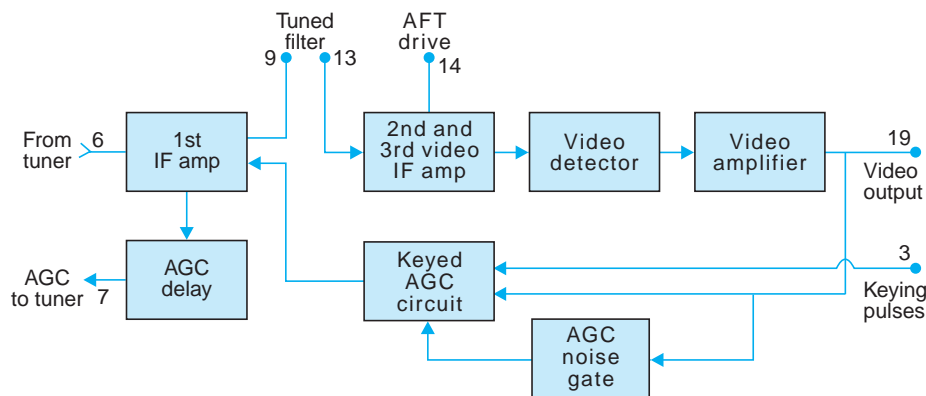 Tuned
filter
9
13
AFT
drive
14
From
tuner
6
1st
IF amp
2nd and
3rd video
IF amp
Video
detector
Video
amplifier
19
Video
output
AGC
to tuner
7
AGC
delay
Keyed
AGC
circuit
3
Keying
pulses
AGC
noise
gate